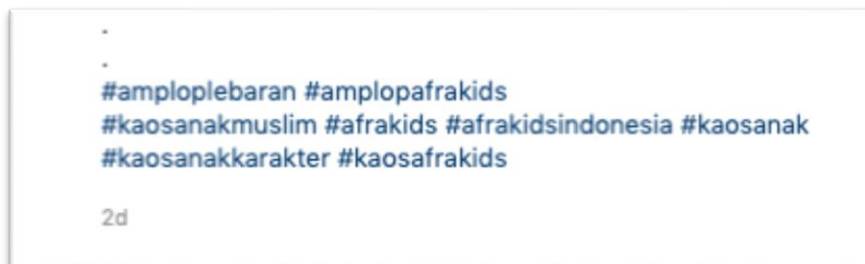 .
.
#amploplebaran #amplopafrakids
#kaosanakmuslim #afrakids #afrakidsindonesia #kaosanak
#kaosanakkarakter #kaosafrakids
2d